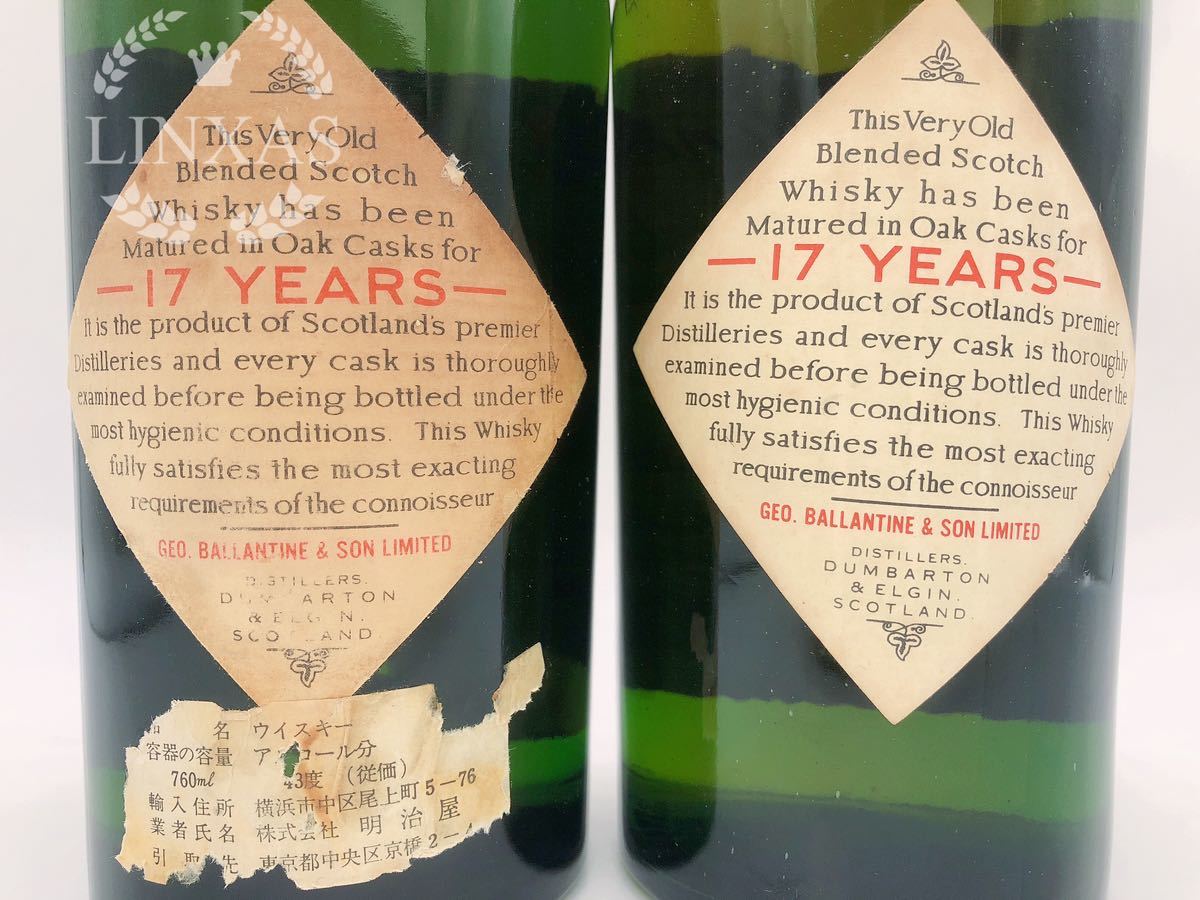 LINXAS
This Very Old
Blended Scotch
Whisky has been
Matured in Oak Casks for
—17 YEARS—
It is the product of Scotland's premier
Distilleries and every cask is thoroughly
examined before being bottled under the
most hygienic conditions. This Whisky
fully satisfies the most exacting
requirements of the connoisseur
GEO. BALLANTINE & SON LIMITED
DISTILLERS.
DUMBARTON
& ELGIN.
SCOTLAND
名 ウイスキー
容器の容量 アルコール分
760ml 43度 (従価)
輸入住所 横浜市中区尾上町5-76
業者氏名 株式会社 明治屋
引取先 東京都中央区京橋2-
This Very Old
Blended Scotch
Whisky has been
Matured in Oak Casks for
—17 YEARS—
It is the product of Scotland's premier
Distilleries and every cask is thoroughly
examined before being bottled under the
most hygienic conditions. This Whisky
fully satisfies the most exacting
requirements of the connoisseur
GEO. BALLANTINE & SON LIMITED
DISTILLERS.
DUMBARTON
& ELGIN.
SCOTLAND